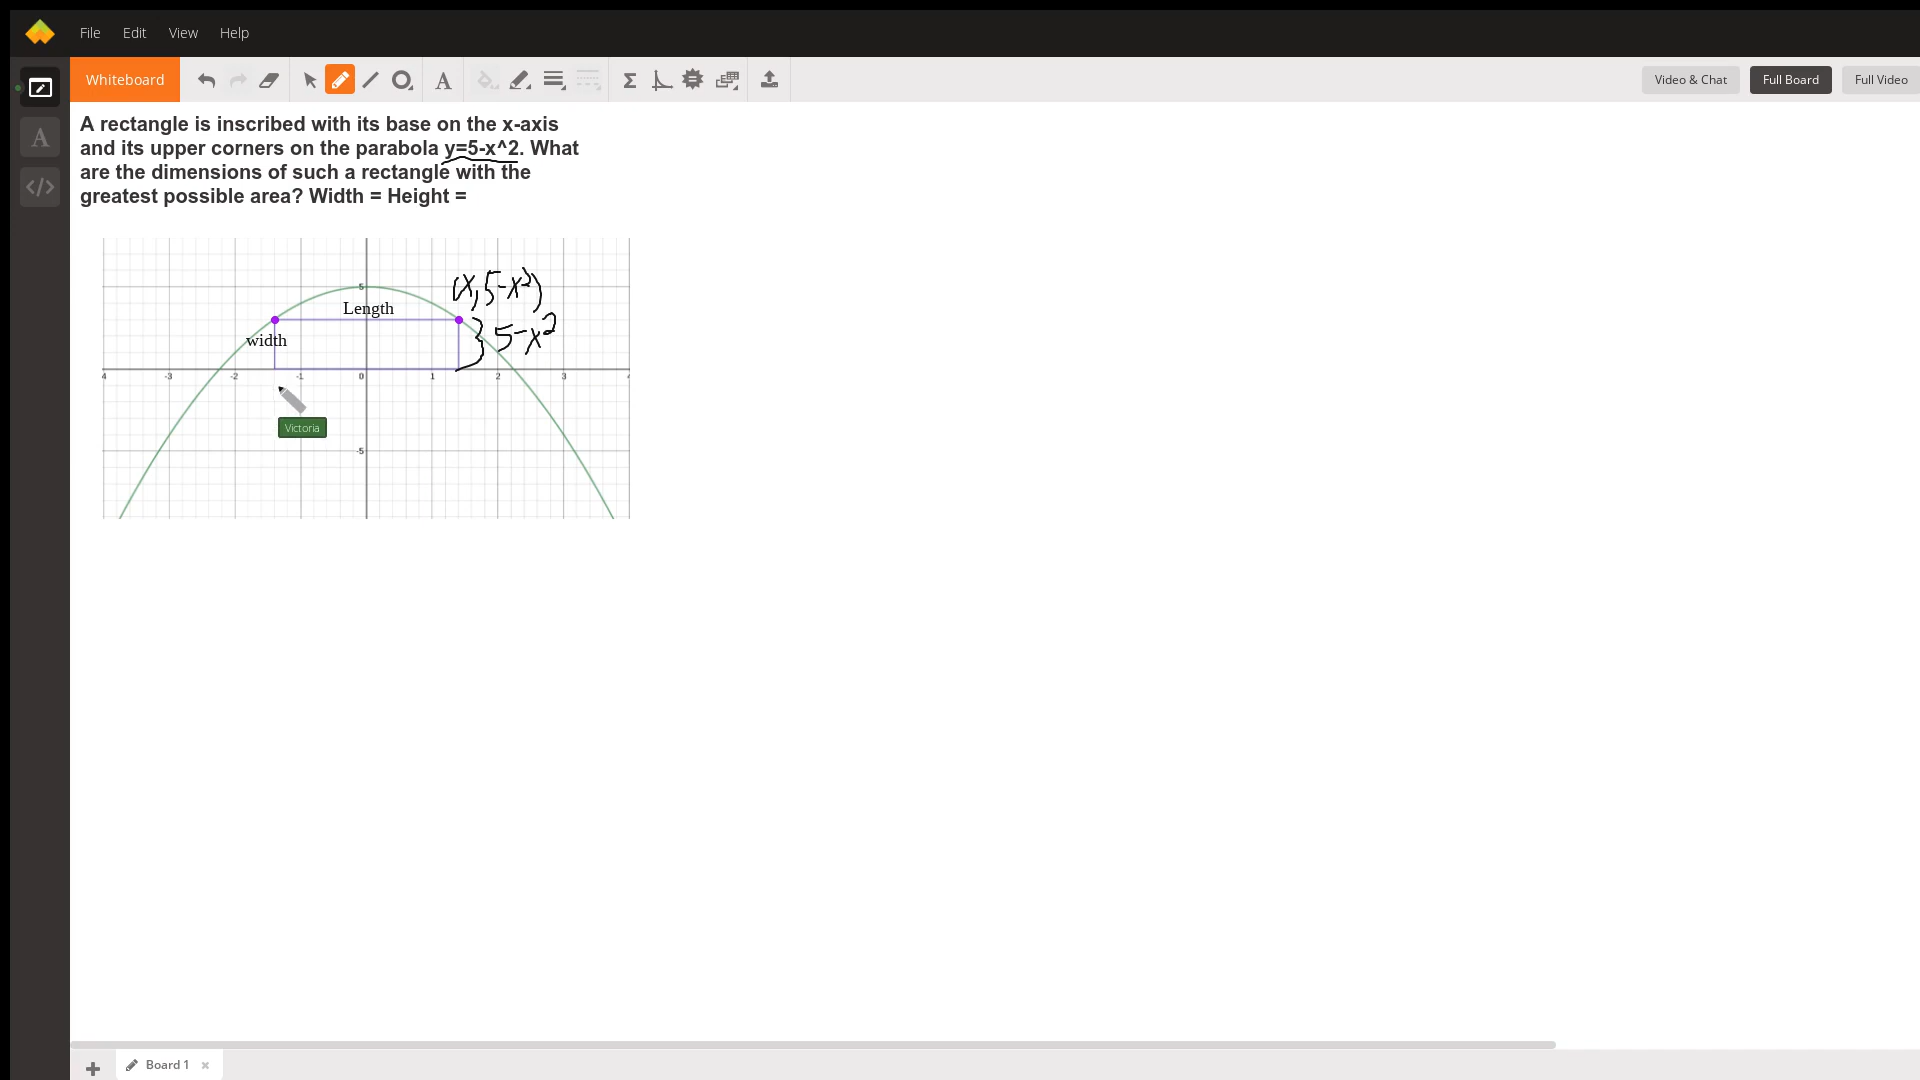 File Edit View Help
Whiteboard
A
Σ
Video & Chat Full Board Full Video
A
</>
A rectangle is inscribed with its base on the x-axis
and its upper corners on the parabola y=5-x^2. What
are the dimensions of such a rectangle with the
greatest possible area? Width = Height =
(x, 5-x²)
5
Length
5-x²
width
4 -3 -2 -1 0 1 2 3
Victoria
-5
+ Board 1 ×